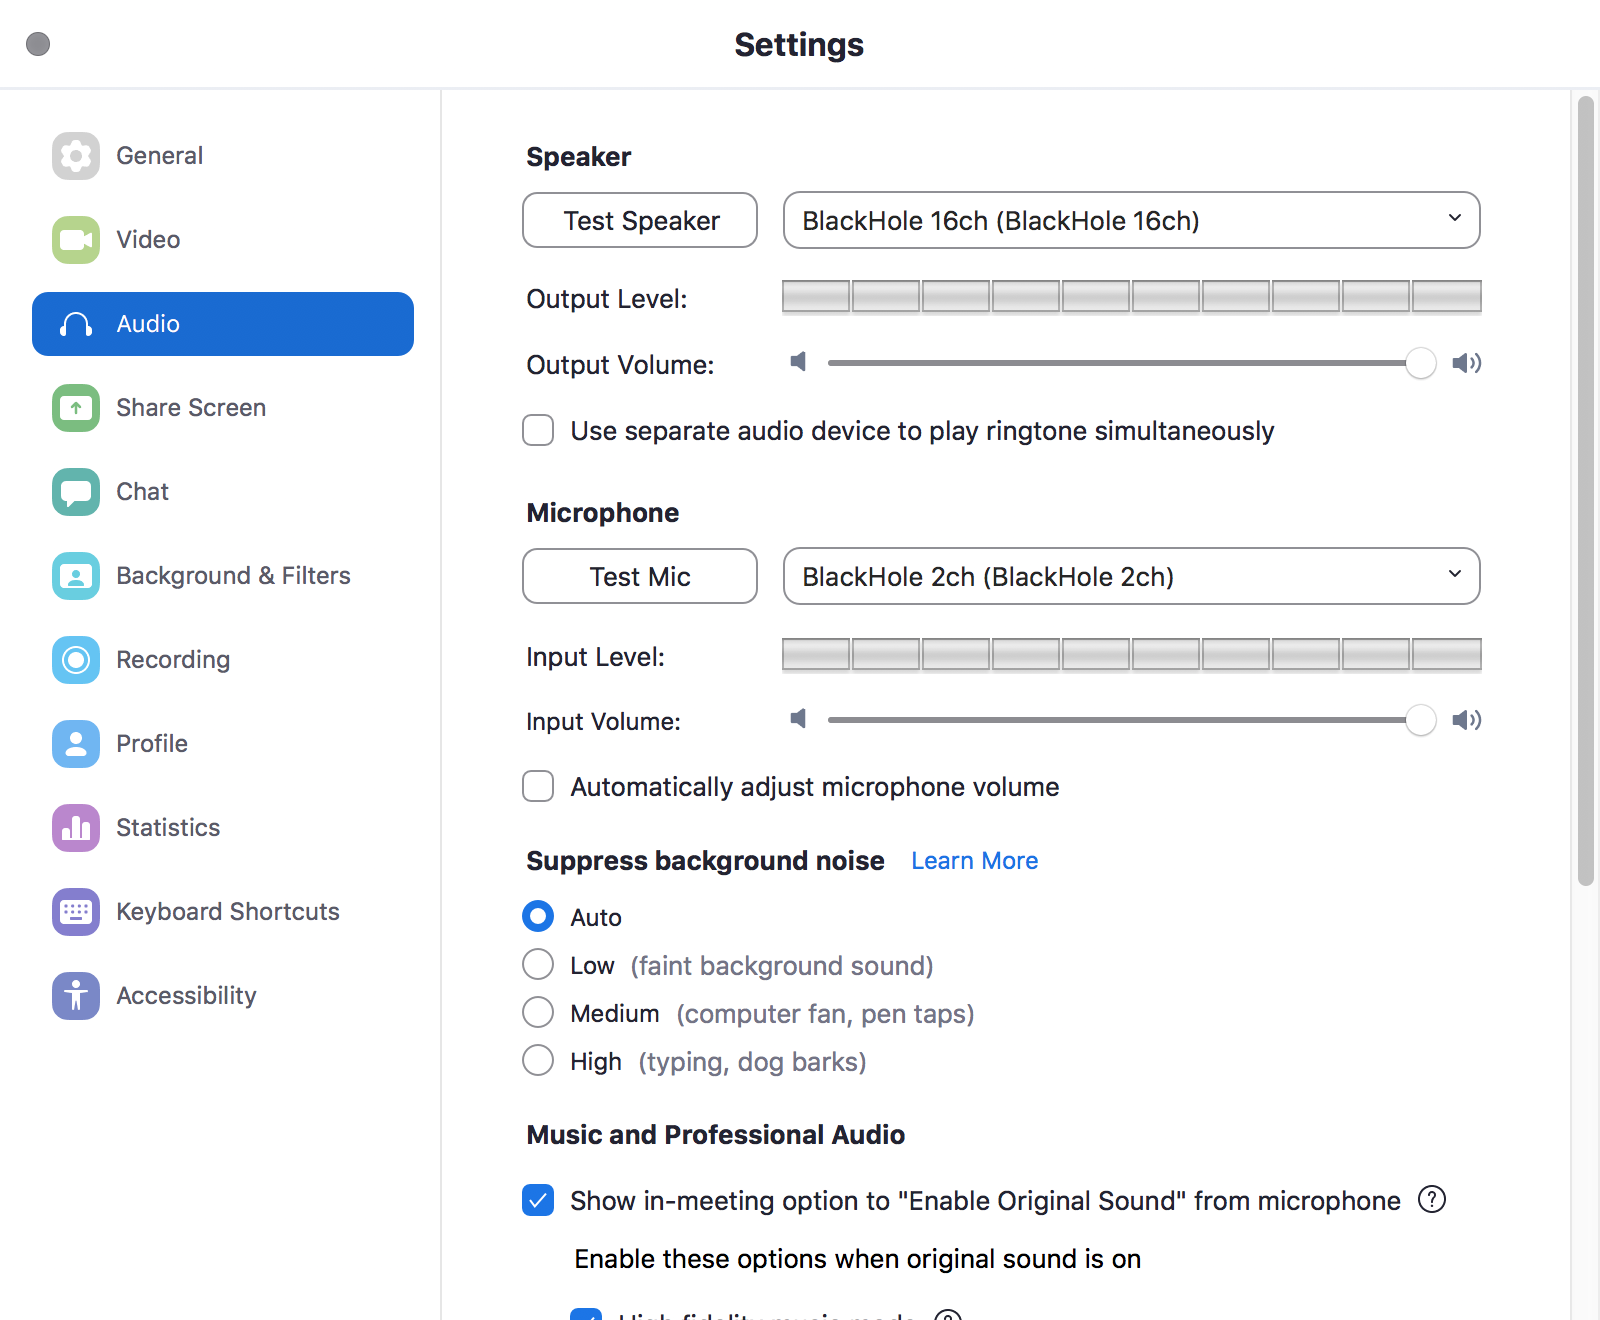 Settings
General
Video
Audio
Share Screen
Chat
Background & Filters
Recording
Profile
Statistics
Keyboard Shortcuts
Accessibility
Speaker
Test Speaker
BlackHole 16ch (BlackHole 16ch)
Output Level:
Output Volume:
Use separate audio device to play ringtone simultaneously
Microphone
Test Mic
BlackHole 2ch (BlackHole 2ch)
Input Level:
Input Volume:
Automatically adjust microphone volume
Suppress background noise Learn More
Auto
Low (faint background sound)
Medium (computer fan, pen taps)
High (typing, dog barks)
Music and Professional Audio
Show in-meeting option to "Enable Original Sound" from microphone ?
Enable these options when original sound is on
High fidelity music mode ?